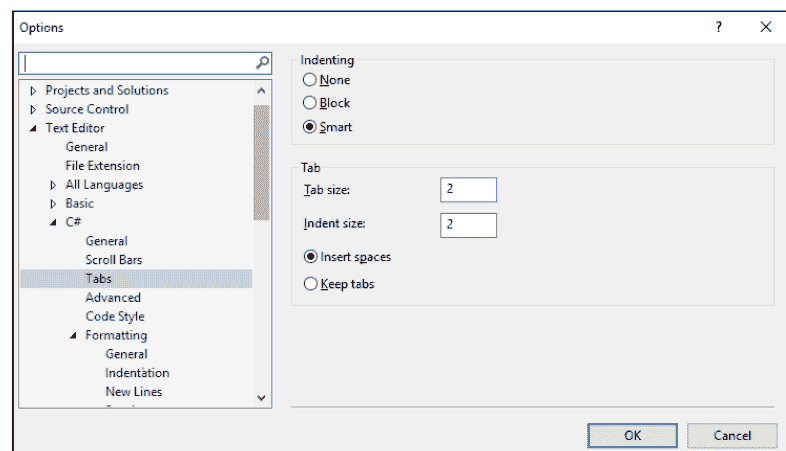 Options
?
Projects and Solutions
Source Control
Text Editor
General
File Extension
All Languages
Basic
C#
General
Scroll Bars
Tabs
Advanced
Code Style
Formatting
General
Indentation
New Lines
Indenting
None
Block
Smart
Tab
Tab size: 2
Indent size: 2
Insert spaces
Keep tabs
OK Cancel